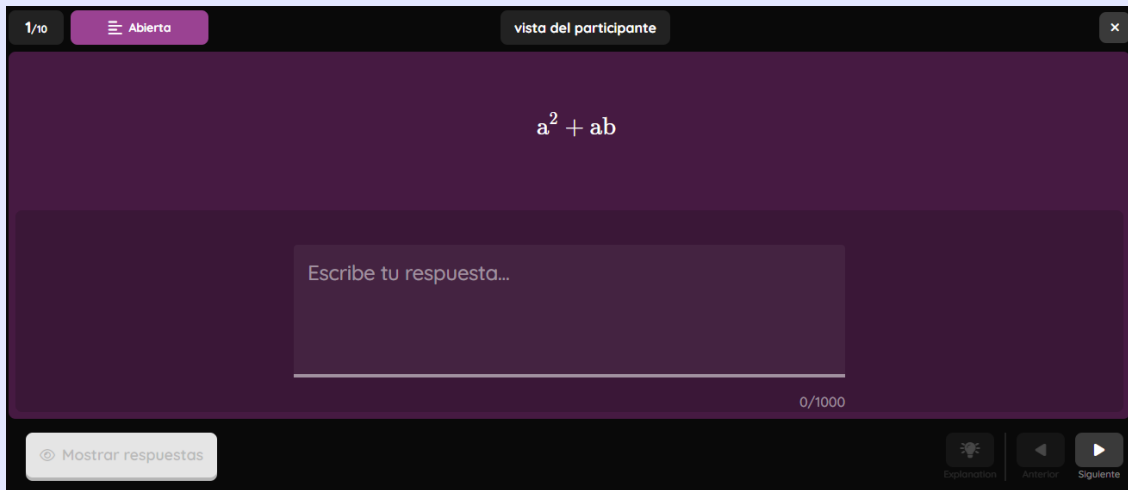 1/10
Abierta
vista del participante
×
a² + ab
Escribe tu respuesta...
0/1000
Mostrar respuestas
Explanation
Anterior
Siguiente